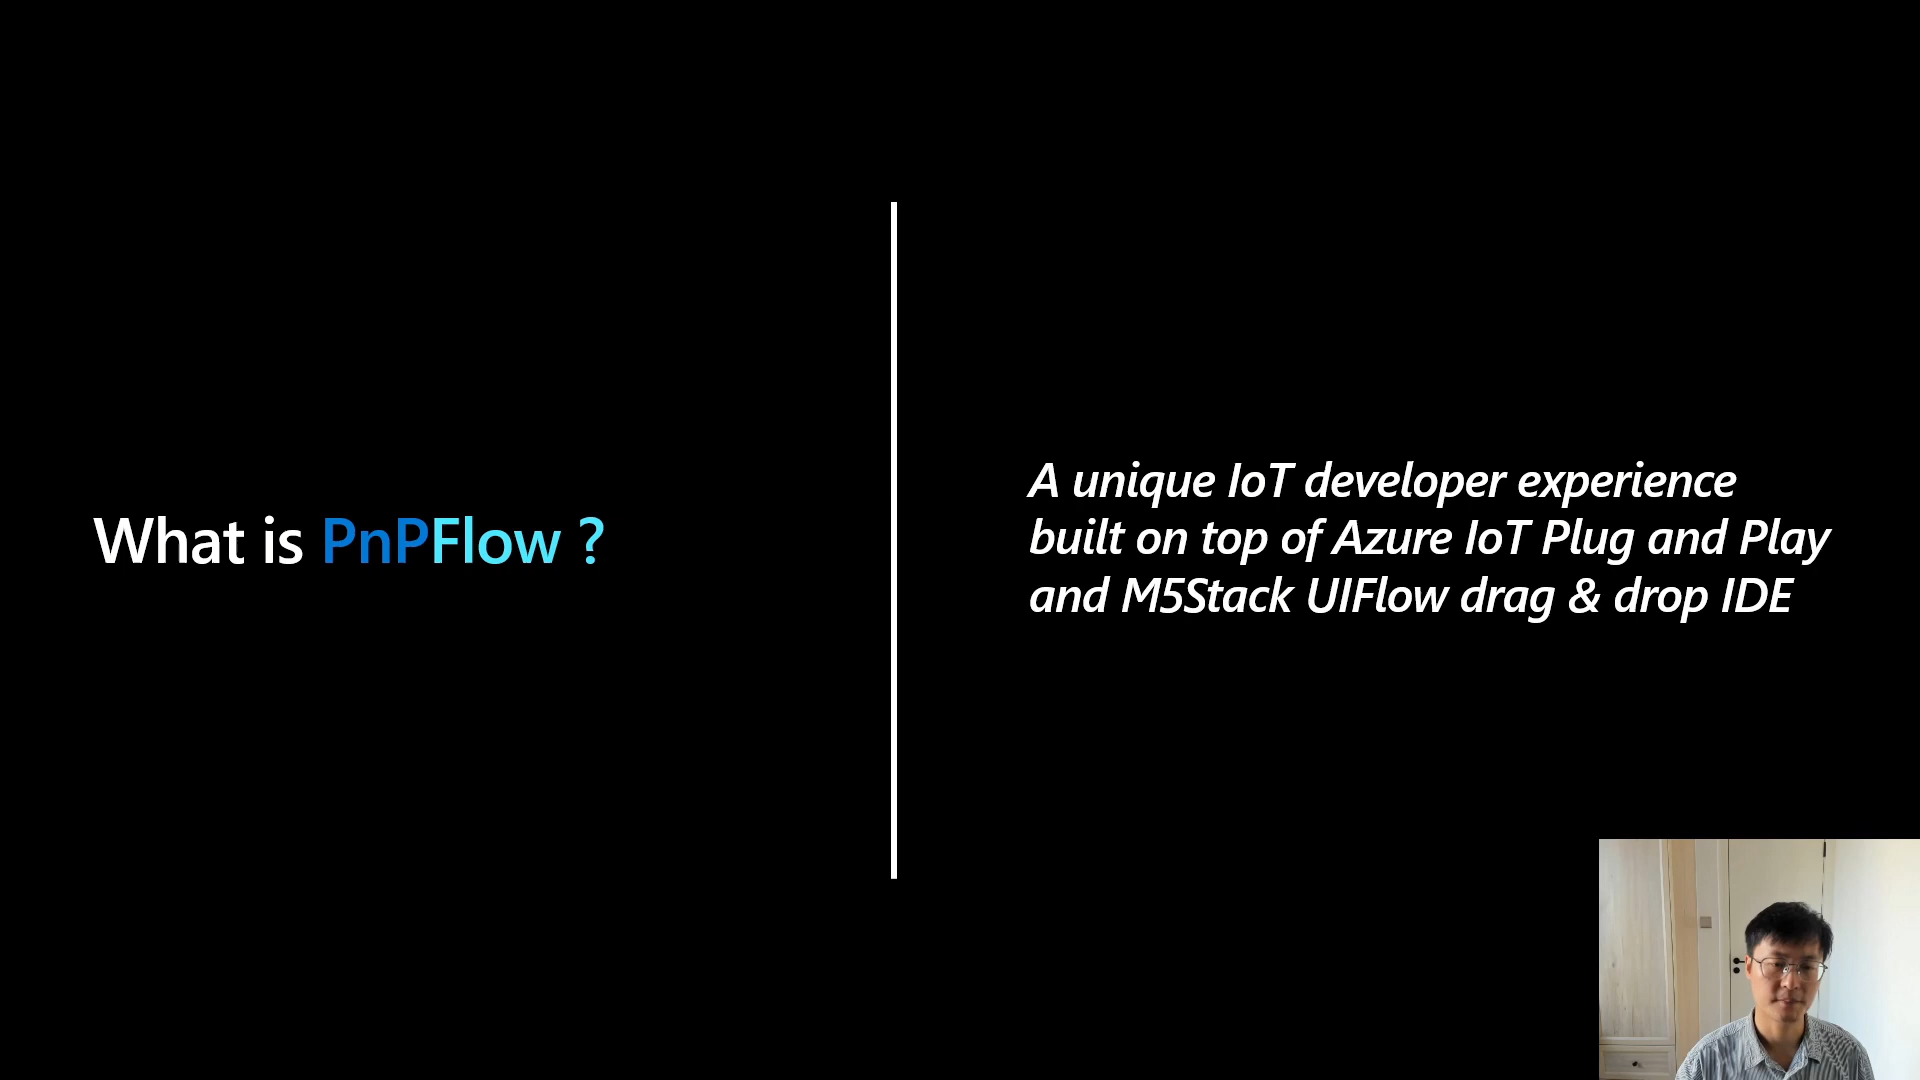 What is PnPFlow ?
A unique IoT developer experience
built on top of Azure IoT Plug and Play
and M5Stack UIFlow drag & drop IDE